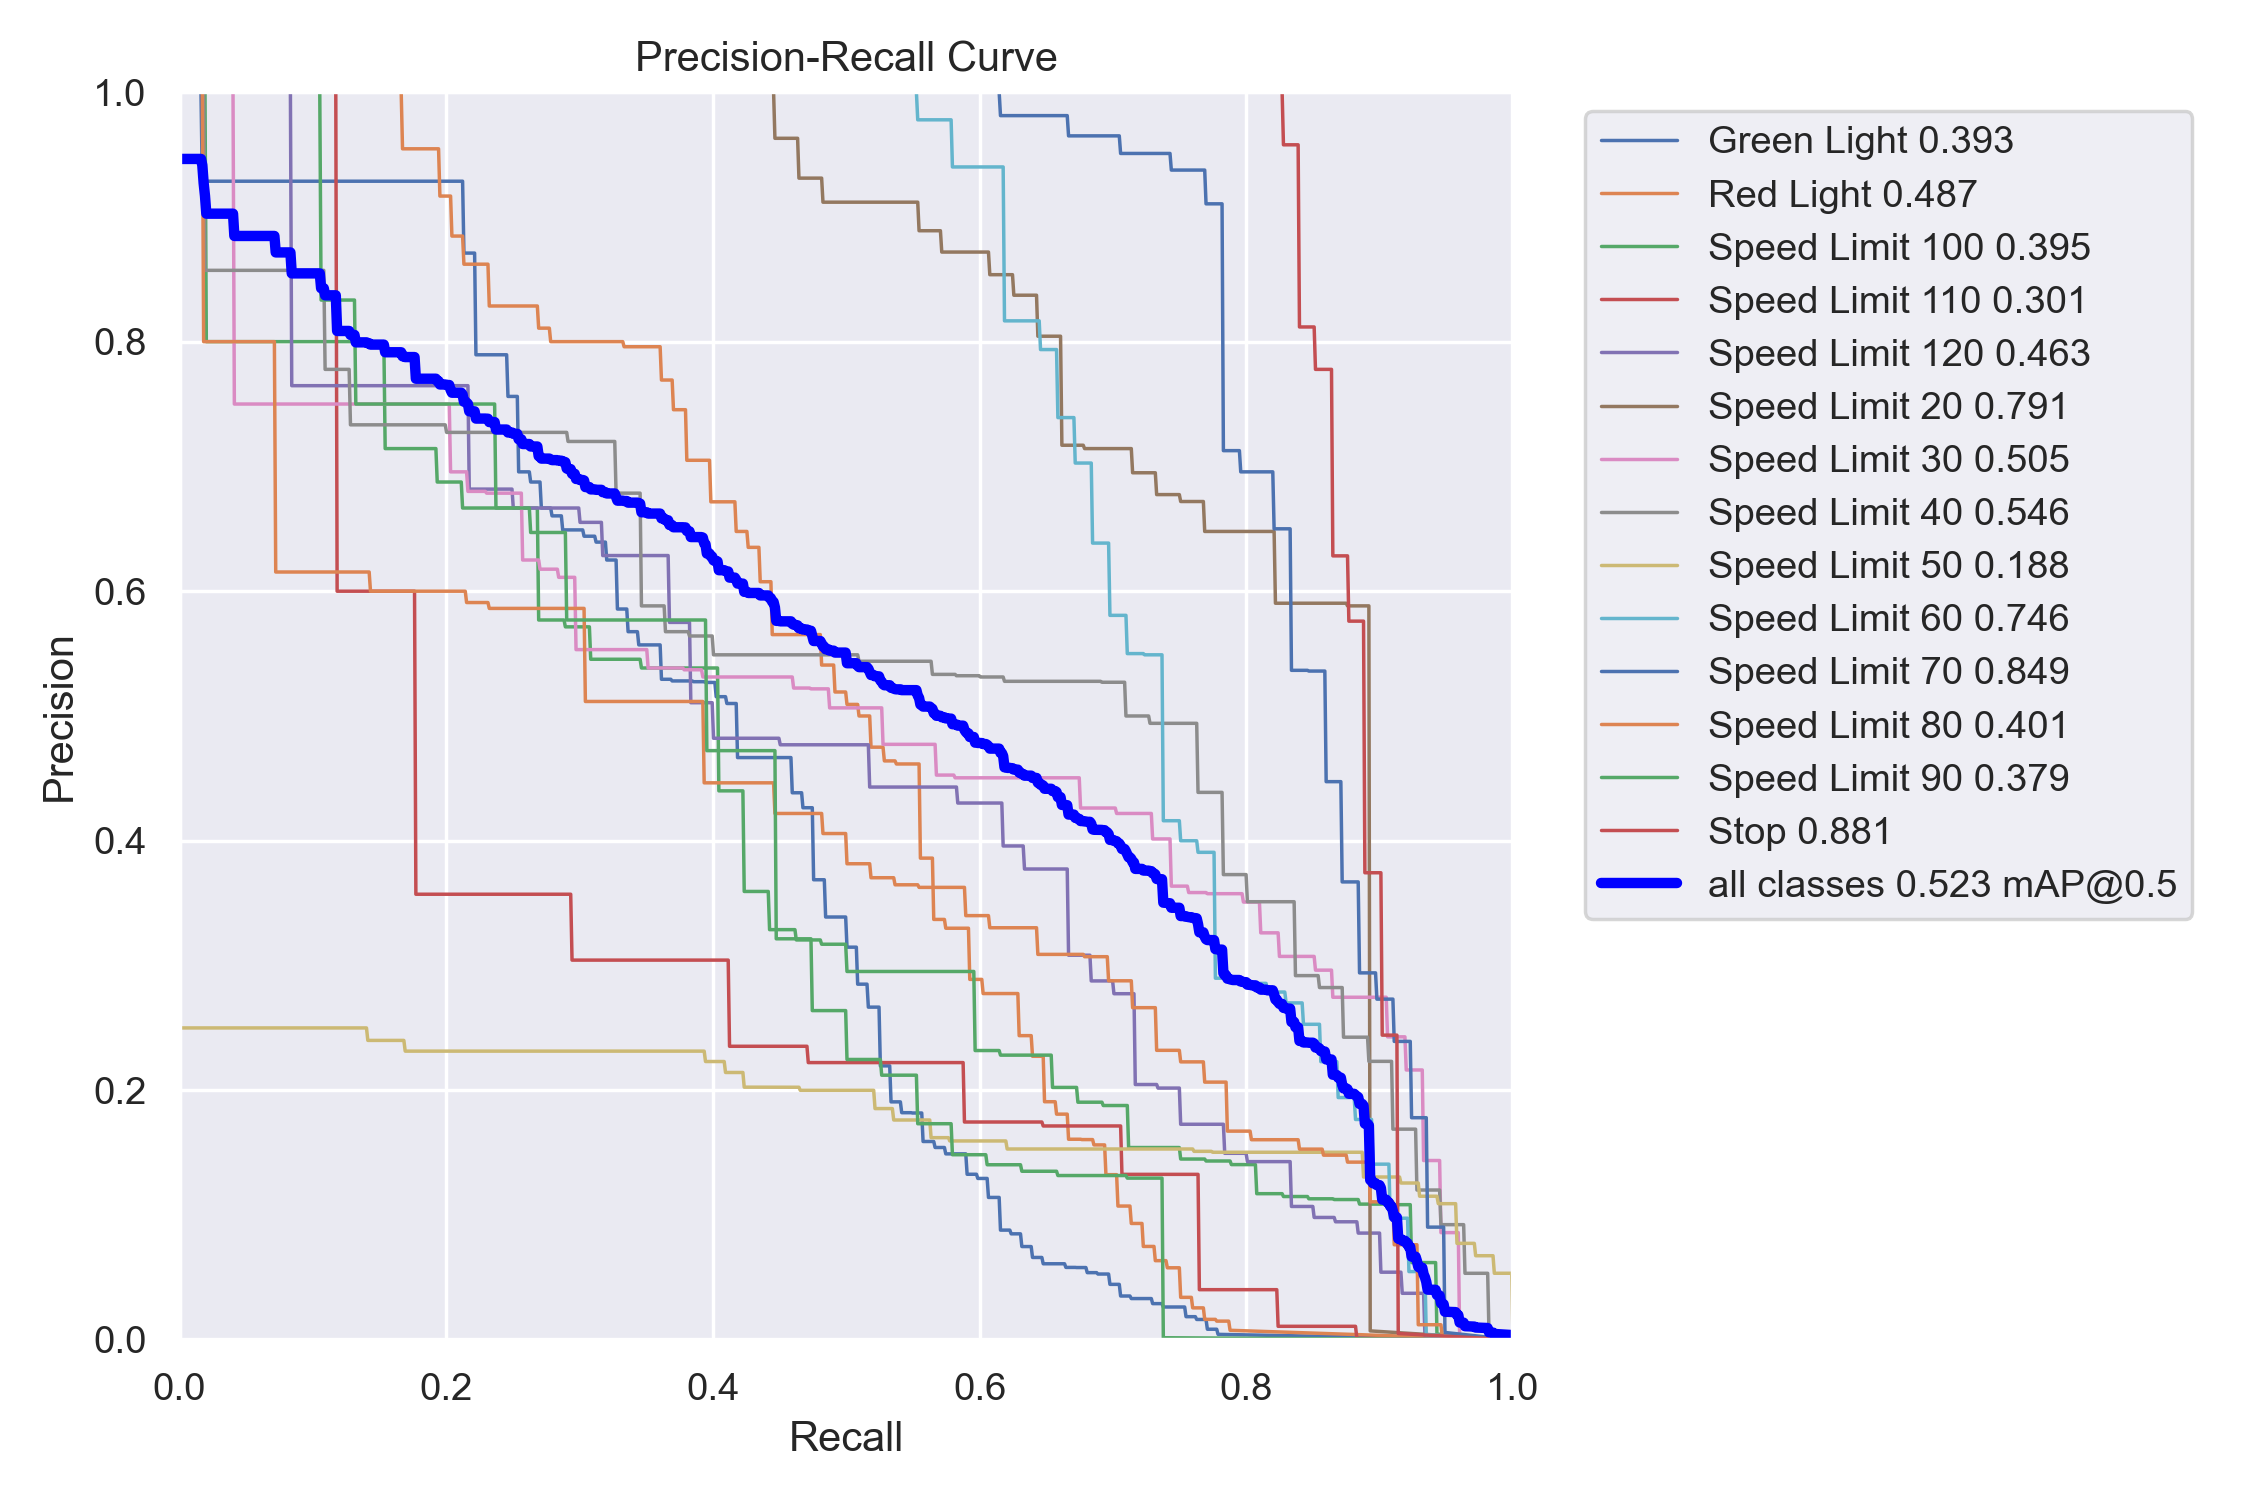 Precision-Recall Curve
1.0
0.8
0.6
0.4
0.2
0.0
Precision
0.0 0.2 0.4 0.6 0.8 1.0
Recall
Green Light 0.393
Red Light 0.487
Speed Limit 100 0.395
Speed Limit 110 0.301
Speed Limit 120 0.463
Speed Limit 20 0.791
Speed Limit 30 0.505
Speed Limit 40 0.546
Speed Limit 50 0.188
Speed Limit 60 0.746
Speed Limit 70 0.849
Speed Limit 80 0.401
Speed Limit 90 0.379
Stop 0.881
all classes 0.523 mAP@0.5